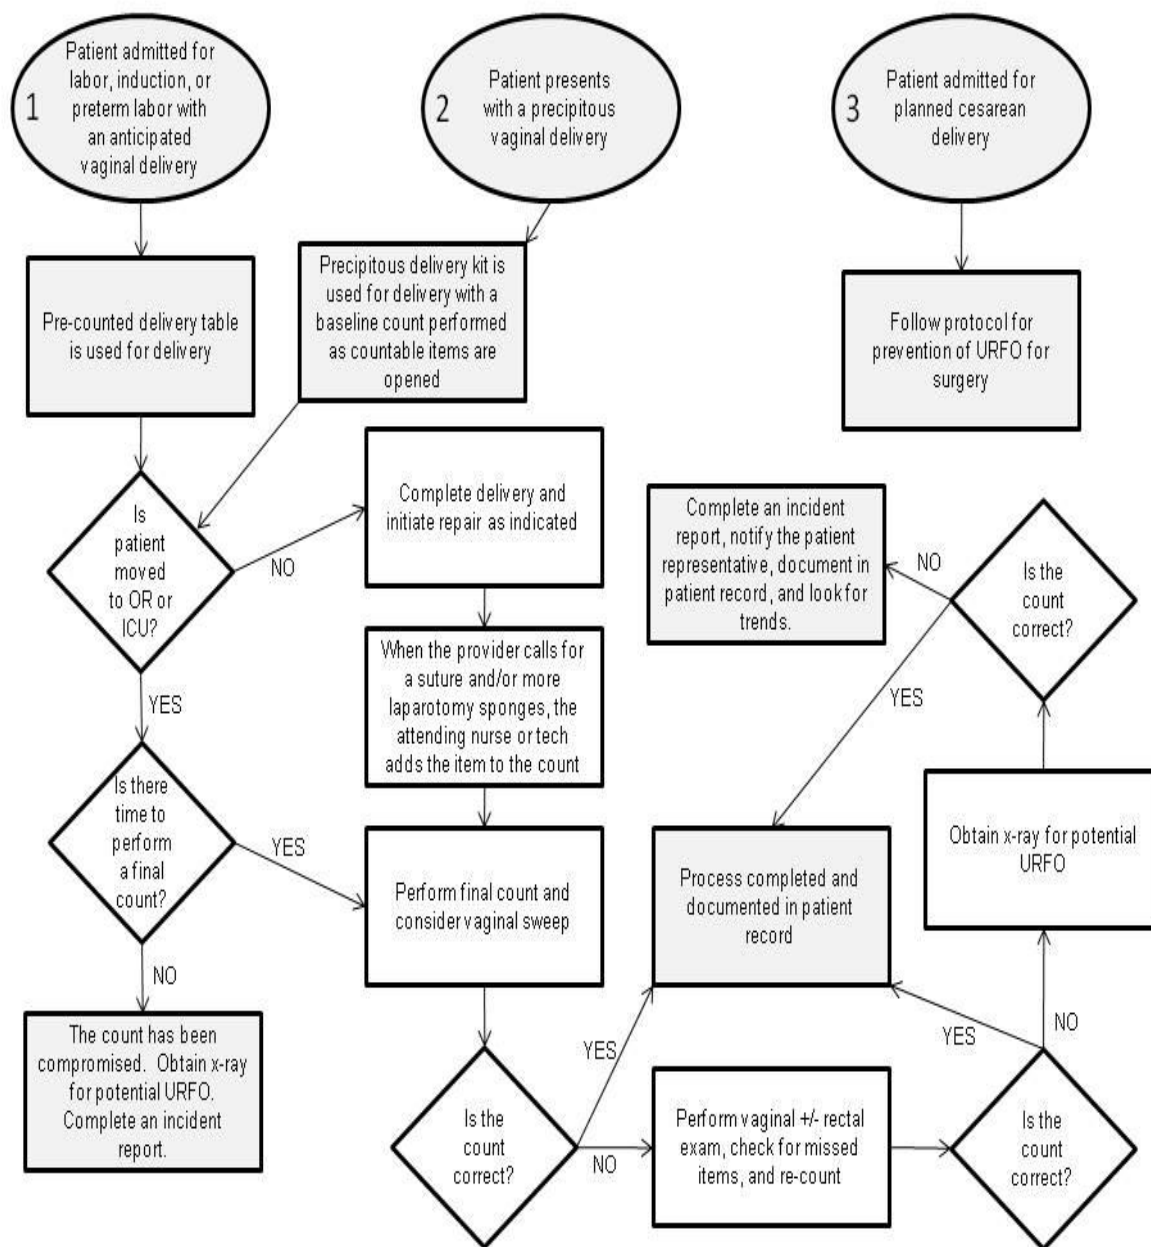 1
Patient admitted for
labor, induction, or
preterm labor with
an anticipated
vaginal delivery
2
Patient presents
with a precipitous
vaginal delivery
3
Patient admitted for
planned cesarean
delivery
Pre-counted delivery table
is used for delivery
Precipitous delivery kit is
used for delivery with a
baseline count performed
as countable items are
opened
Follow protocol for
prevention of URFO for
surgery
Is
patient
moved
to OR or
ICU?
NO
YES
Complete delivery and
initiate repair as indicated
When the provider calls for
a suture and/or more
laparotomy sponges, the
attending nurse or tech
adds the item to the count
Is there
time to
perform
a final
count?
YES
NO
Perform final count and
consider vaginal sweep
The count has been
compromised. Obtain x-ray
for potential URFO.
Complete an incident
report.
Is the
count
correct?
YES
NO
Perform vaginal +/- rectal
exam, check for missed
items, and re-count
Is the
count
correct?
YES
NO
Process completed and
documented in patient
record
Obtain x-ray for potential
URFO
Is the
count
correct?
NO
YES
Complete an incident
report, notify the patient
representative, document in
patient record, and look for
trends.